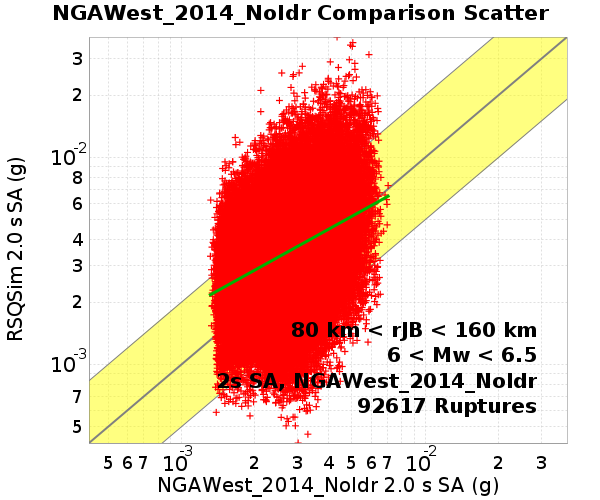 NGAWest_2014_NoIdr Comparison Scatter
3
2
10-2
8
6
4
3
2
10-3
7
5
RSQSim 2.0 s SA (g)
80 km < rJB < 160 km
6 < Mw < 6.5
2s SA, NGAWest_2014_NoIdr
92617 Ruptures
5 6 7 10-3 2 3 4 5 6 7 10-2 2 3
NGAWest_2014_NoIdr 2.0 s SA (g)